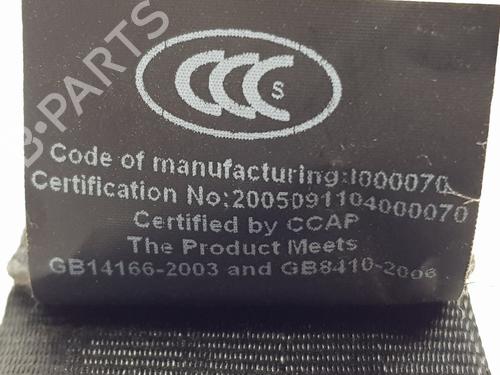 B-PARTS
CCC S
Code of manufacturing:I000070
Certification No:2005091104000070
Certified by CCAP
The Product Meets
GB14166-2003 and GB8410-2006